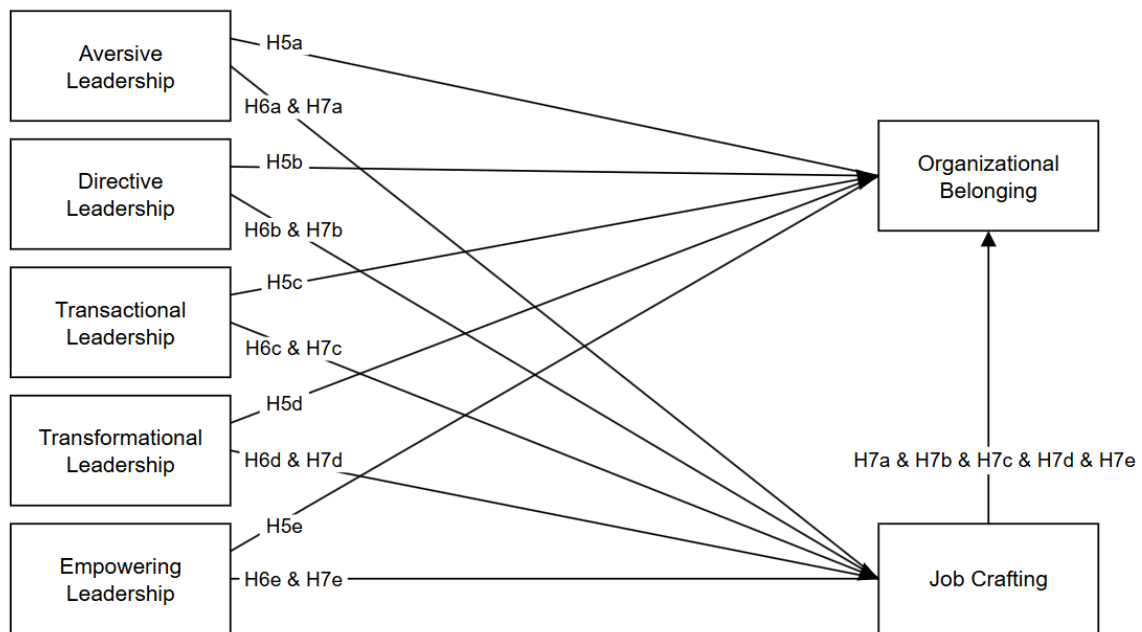 Aversive
Leadership
H5a
H6a & H7a
Directive
Leadership
H5b
H6b & H7b
Transactional
Leadership
H5c
H6c & H7c
Transformational
Leadership
H5d
H6d & H7d
Empowering
Leadership
H5e
H6e & H7e
Organizational
Belonging
H7a & H7b & H7c & H7d & H7e
Job Crafting